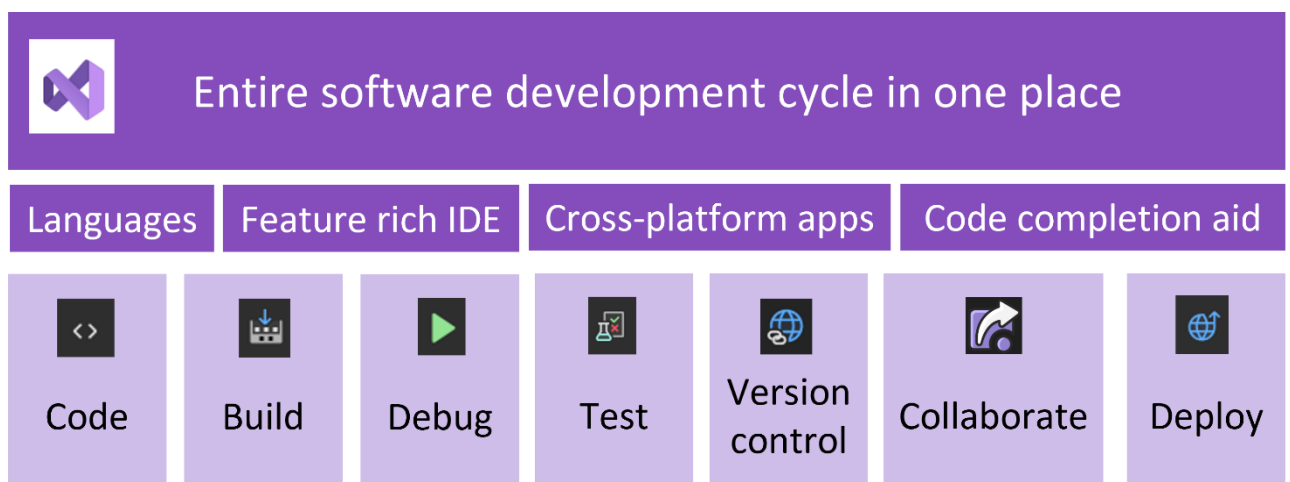 Entire software development cycle in one place
Languages
Feature rich IDE
Cross-platform apps
Code completion aid
Code
Build
Debug
Test
Version
control
Collaborate
Deploy